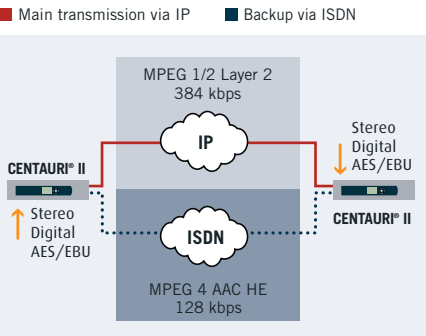 Main transmission via IP
Backup via ISDN
MPEG 1/2 Layer 2
384 kbps
IP
Stereo
Digital
AES/EBU
CENTAURI® II
CENTAURI® II
Stereo
Digital
AES/EBU
ISDN
MPEG 4 AAC HE
128 kbps